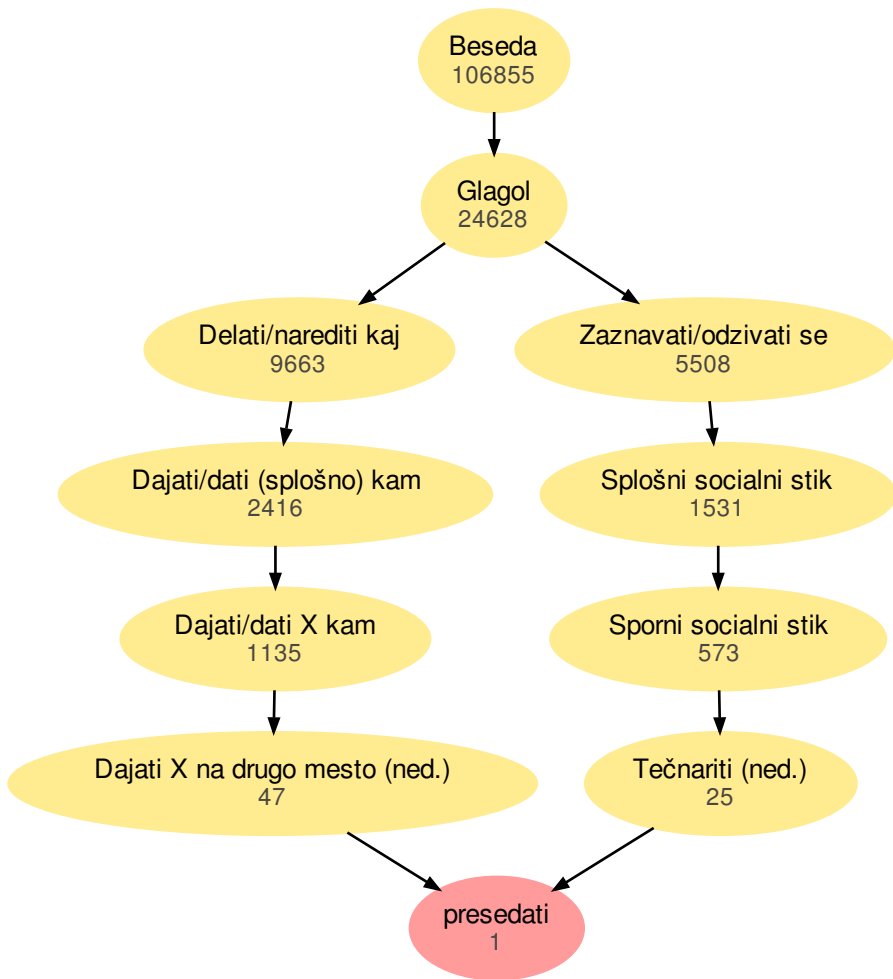 Beseda
106855
Glagol
24628
Delati/narediti kaj
9663
Zaznavati/odzivati se
5508
Dajati/dati (splošno) kam
2416
Splošni socialni stik
1531
Dajati/dati X kam
1135
Sporni socialni stik
573
Dajati X na drugo mesto (ned.)
47
Tečnariti (ned.)
25
presedati
1